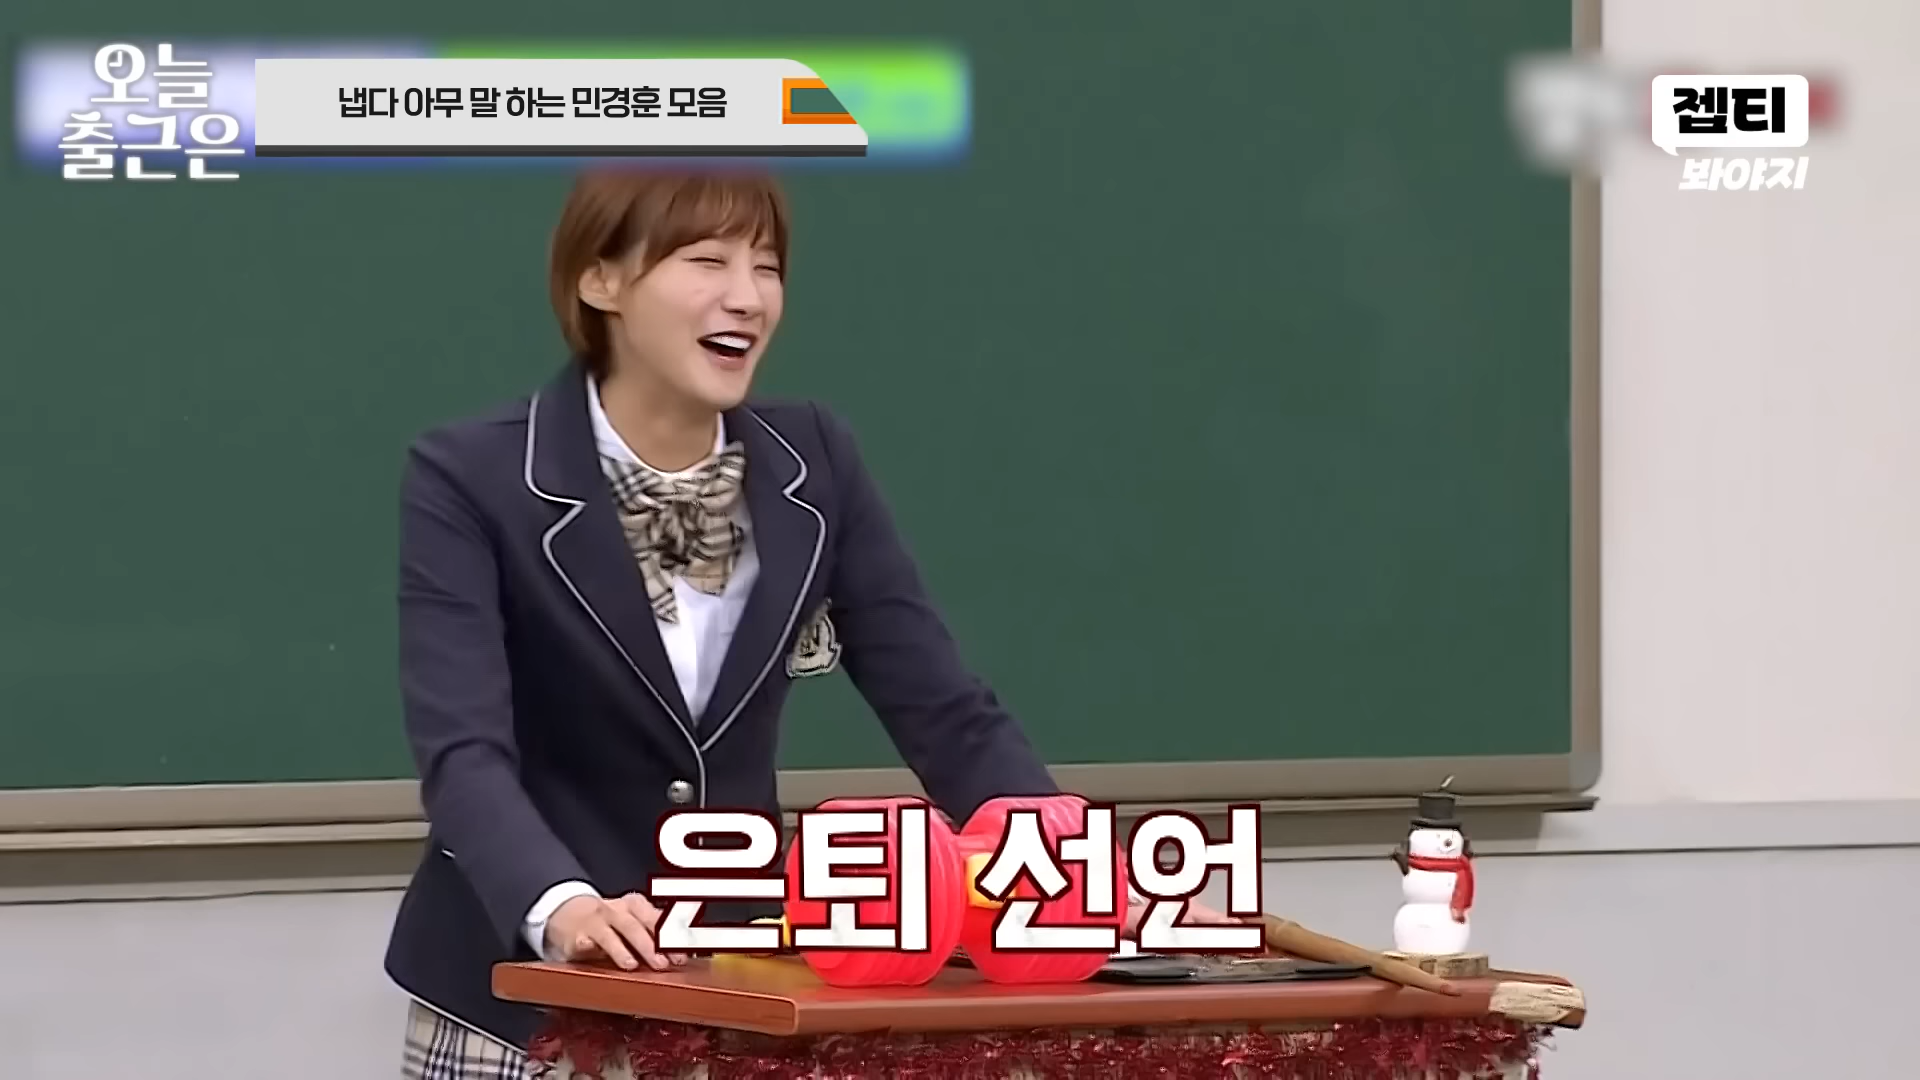 오늘
출근은
냅다 아무 말 하는 민경훈 모음
젭티
봐야지
은퇴 선언